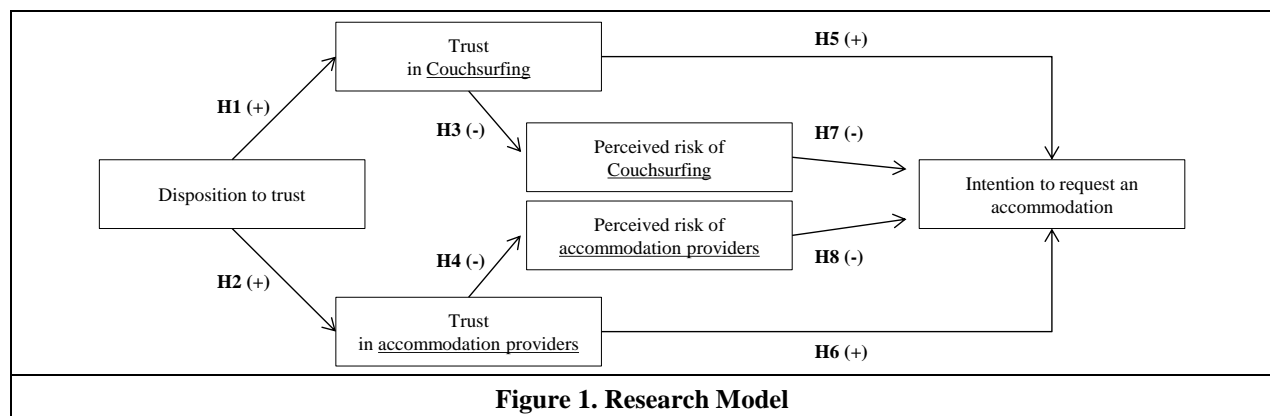 Trust
in Couchsurfing
H5 (+)
H1 (+)
H3 (-)
Perceived risk of
Couchsurfing
H7 (-)
Disposition to trust
Intention to request an
accommodation
Perceived risk of
accommodation providers
H4 (-)
H8 (-)
H2 (+)
Trust
in accommodation providers
H6 (+)
Figure 1. Research Model